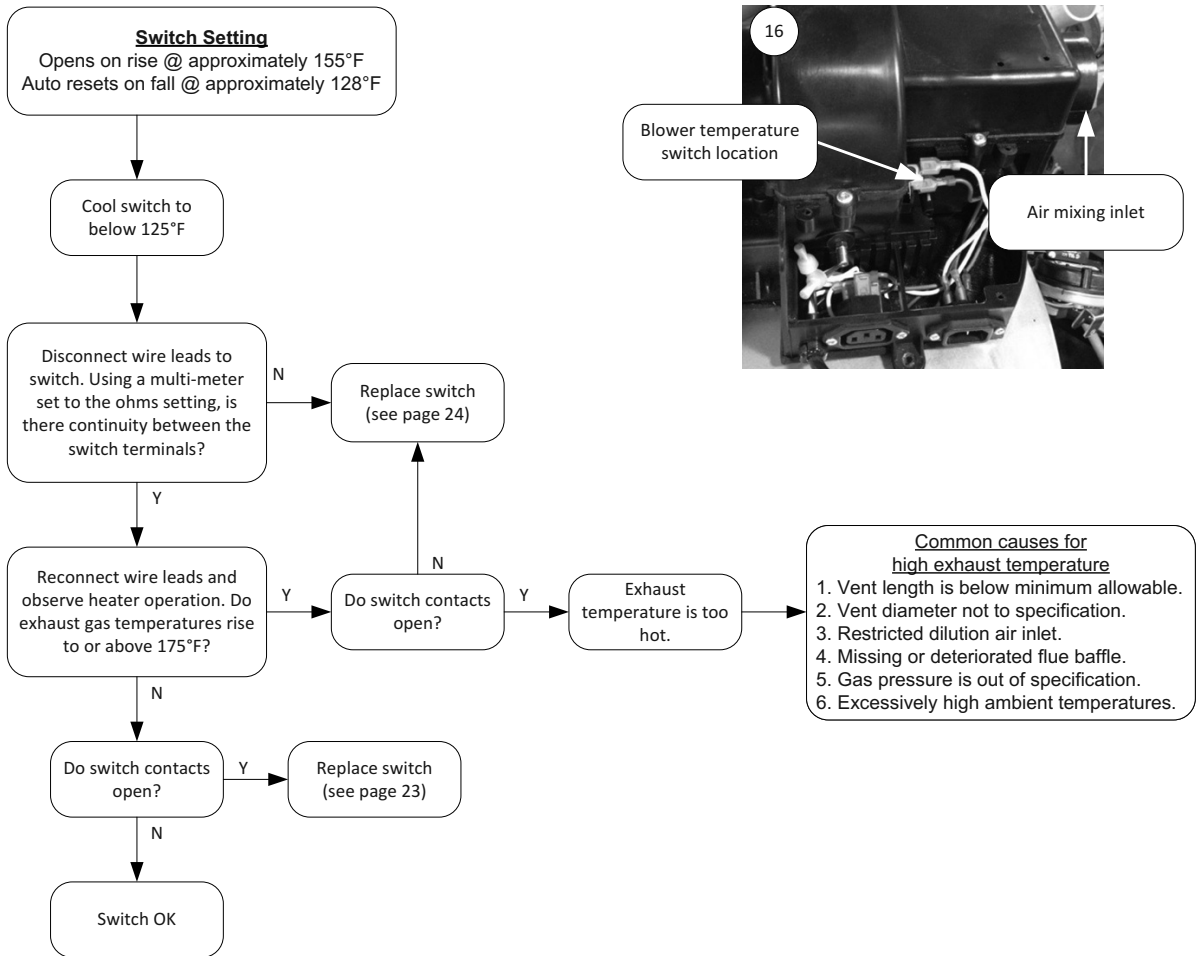 Switch Setting
Opens on rise @ approximately 155°F
Auto resets on fall @ approximately 128°F
16
Blower temperature
switch location
Air mixing inlet
Cool switch to
below 125°F
Disconnect wire leads to
switch. Using a multi-meter
set to the ohms setting, is
there continuity between the
switch terminals?
N
Replace switch
(see page 24)
Y
N
Reconnect wire leads and
observe heater operation. Do
exhaust gas temperatures rise
to or above 175°F?
Y
Do switch contacts
open?
Y
Exhaust
temperature is too
hot.
Common causes for
high exhaust temperature
1. Vent length is below minimum allowable.
2. Vent diameter not to specification.
3. Restricted dilution air inlet.
4. Missing or deteriorated flue baffle.
5. Gas pressure is out of specification.
6. Excessively high ambient temperatures.
N
Do switch contacts
open?
Y
Replace switch
(see page 23)
N
Switch OK